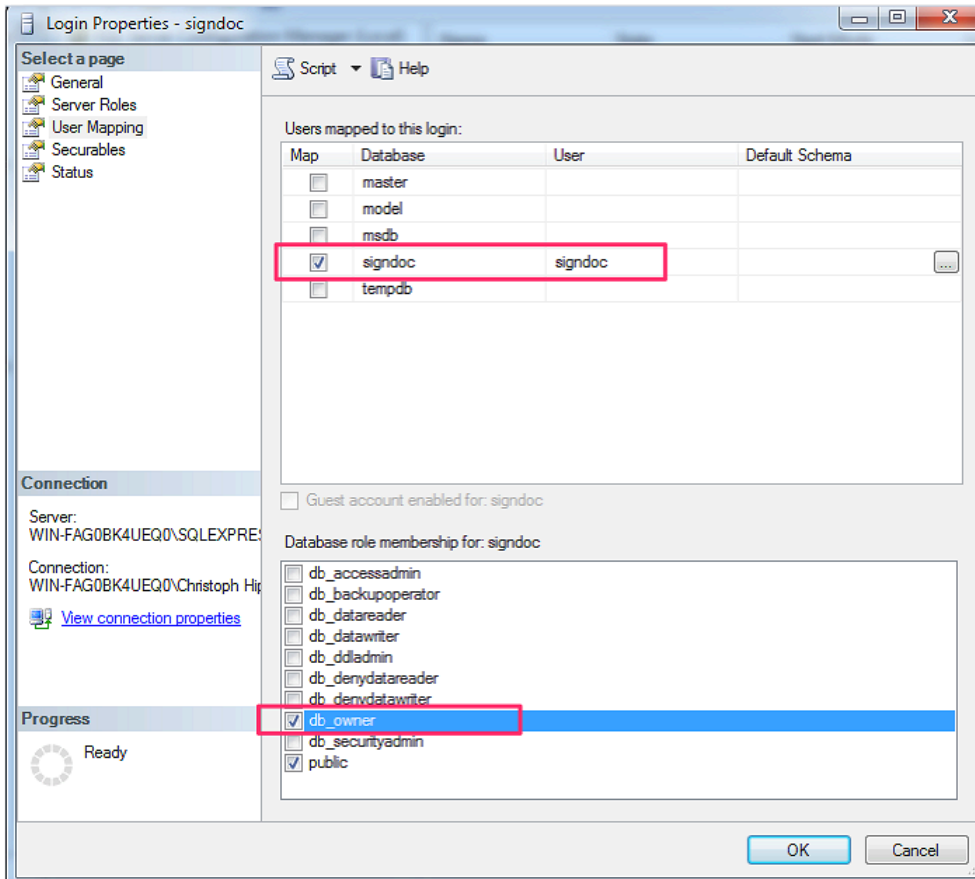 Login Properties - signdoc
Select a page
General
Server Roles
User Mapping
Securables
Status
Script Help
Users mapped to this login:
Map Database User Default Schema
master
model
msdb
signdoc signdoc ...
tempdb
Guest account enabled for: signdoc
Database role membership for: signdoc
db_accessadmin
db_backupoperator
db_datareader
db_datawriter
db_ddladmin
db_denydatareader
db_denydatawriter
db_owner
db_securityadmin
public
Connection
Server:
WIN-FAG0BK4UEQ0\SQLEXPRES
Connection:
WIN-FAG0BK4UEQ0\Christoph Hip
View connection properties
Progress
Ready
OK Cancel